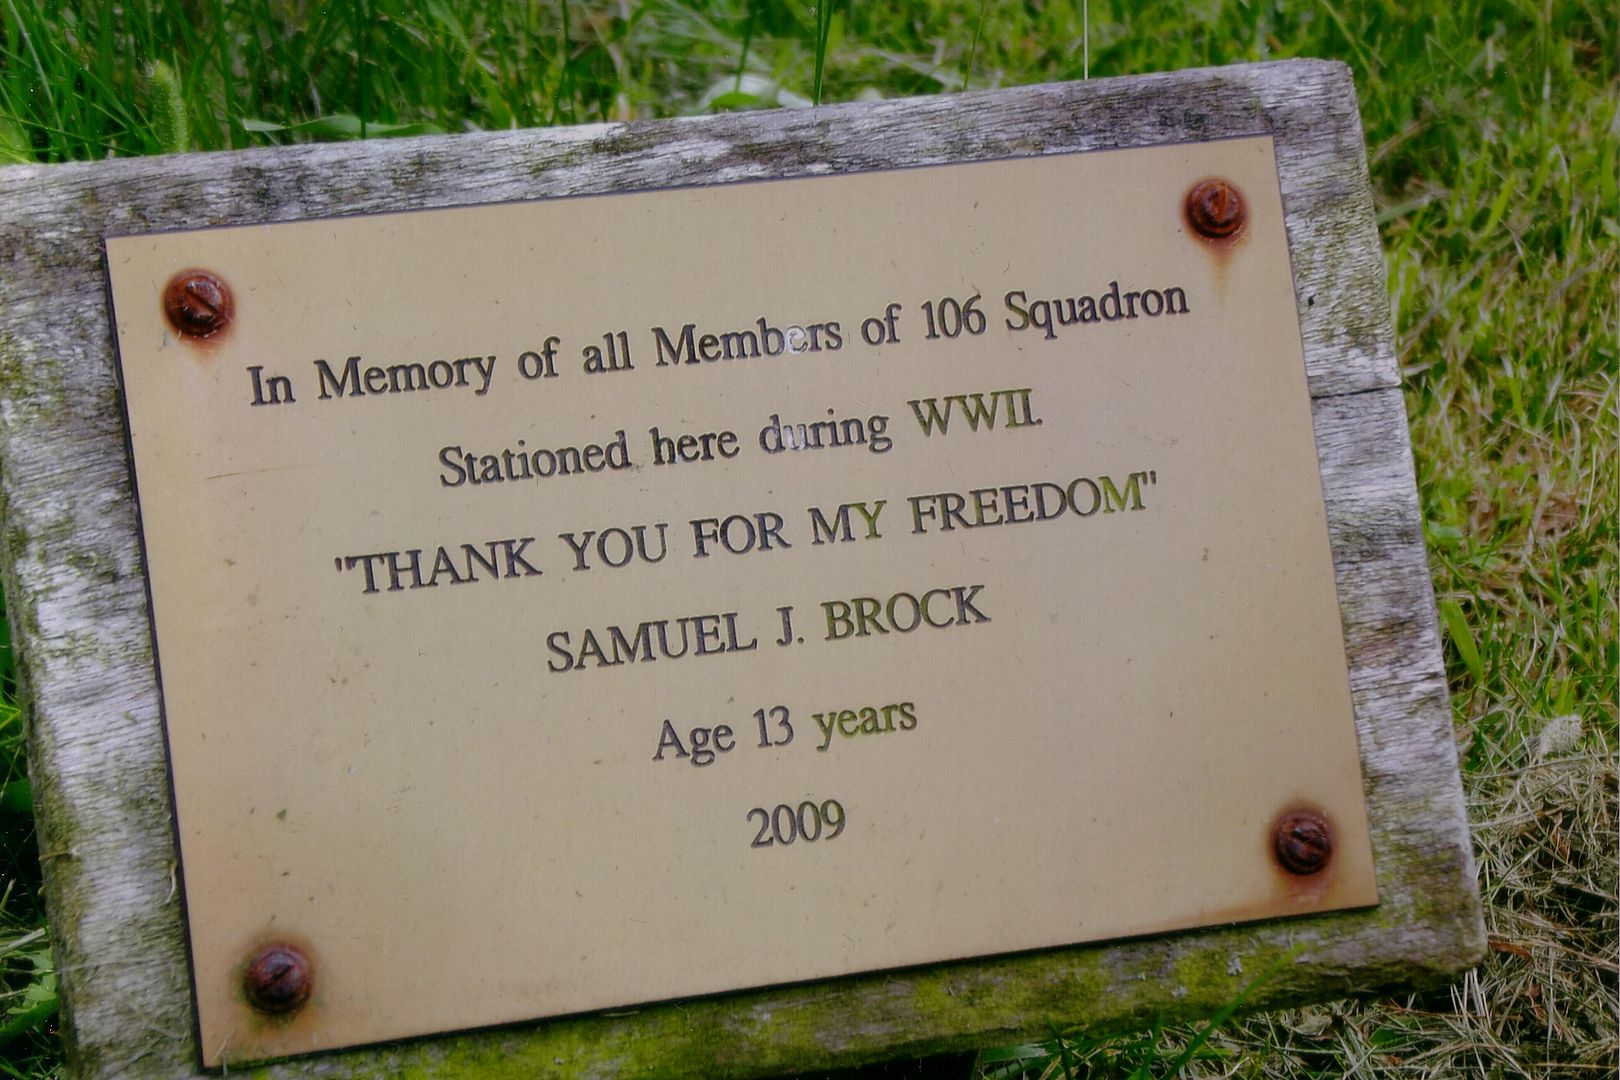 In Memory of all Members of 106 Squadron
Stationed here during WWII.
"THANK YOU FOR MY FREEDOM"
SAMUEL J. BROCK
Age 13 years
2009